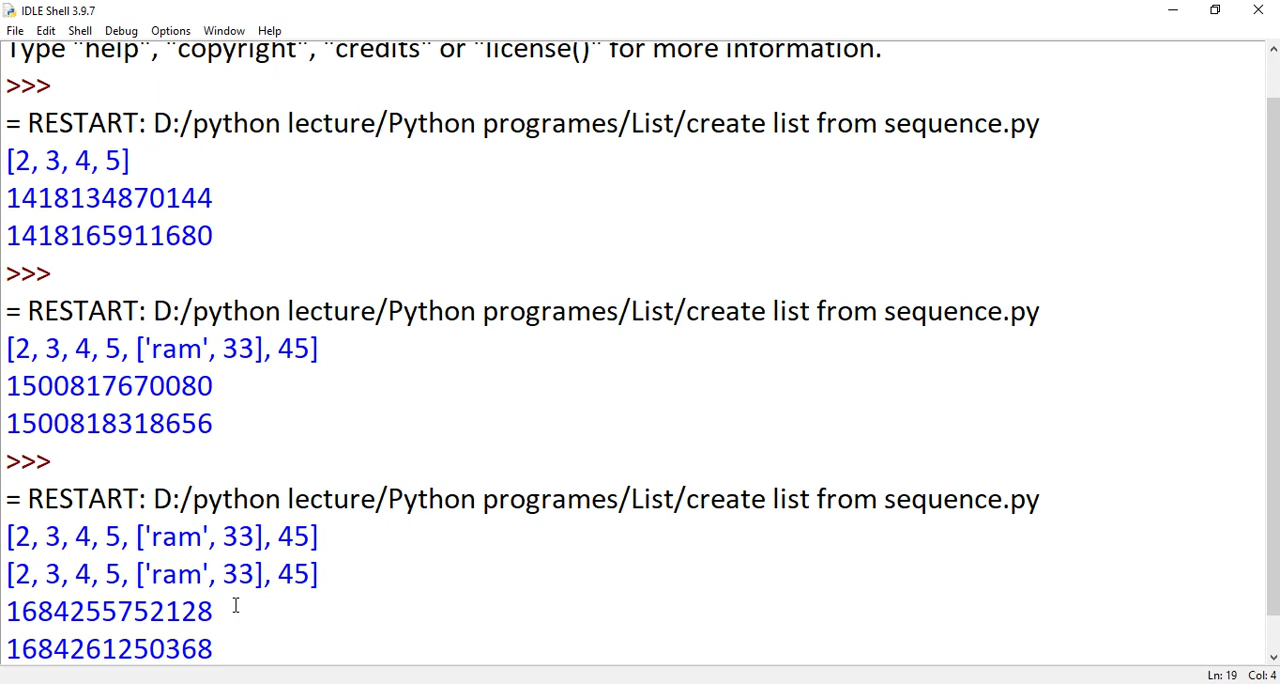 IDLE Shell 3.9.7
File Edit Shell Debug Options Window Help
Type "help", "copyright", "credits" or "license()" for more information.
>>>
= RESTART: D:/python lecture/Python programes/List/create list from sequence.py
[2, 3, 4, 5]
1418134870144
1418165911680
>>>
= RESTART: D:/python lecture/Python programes/List/create list from sequence.py
[2, 3, 4, 5, ['ram', 33], 45]
1500817670080
1500818318656
>>>
= RESTART: D:/python lecture/Python programes/List/create list from sequence.py
[2, 3, 4, 5, ['ram', 33], 45]
[2, 3, 4, 5, ['ram', 33], 45]
1684255752128
1684261250368
Ln: 19 Col: 4